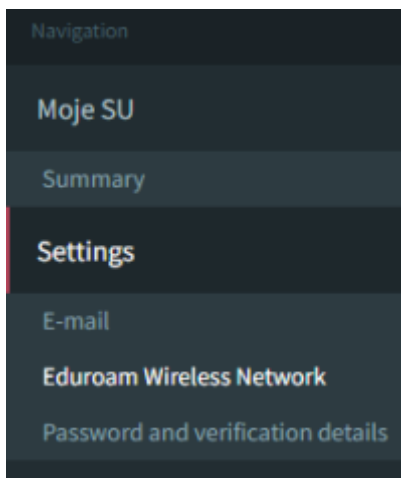 Navigation
Moje SU
Summary
Settings
E-mail
Eduroam Wireless Network
Password and verification details